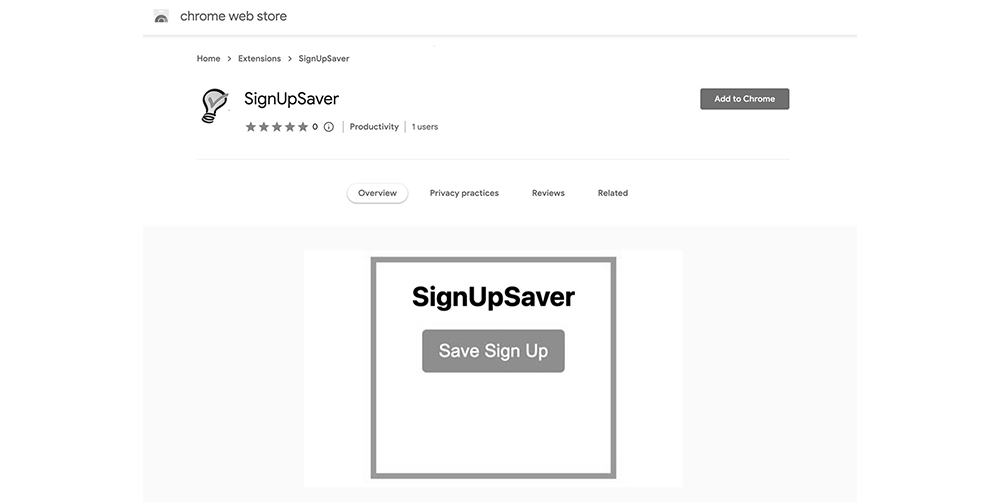 chrome web store
Home > Extensions > SignUpSaver
SignUpSaver
Add to Chrome
0 | Productivity | 1 users
Overview Privacy practices Reviews Related
SignUpSaver
Save Sign Up